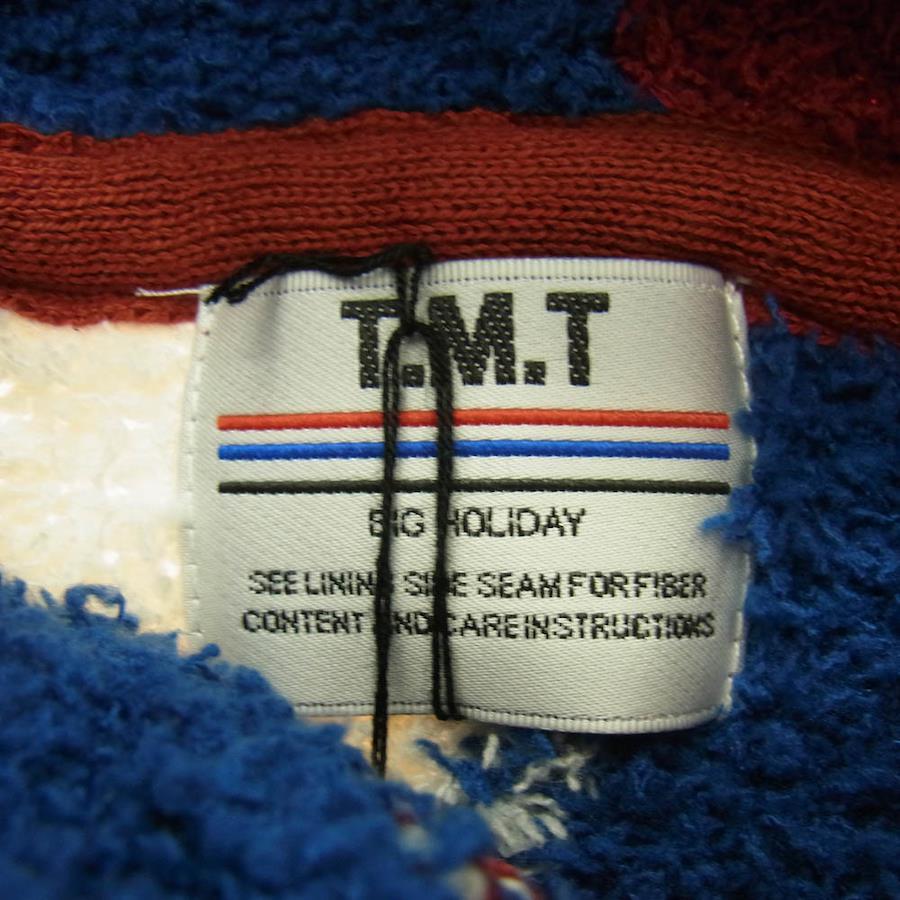 T.M.T
BIG HOLIDAY
SEE LINING SIDE SEAM FOR FIBER
CONTENT AND CARE INSTRUCTIONS